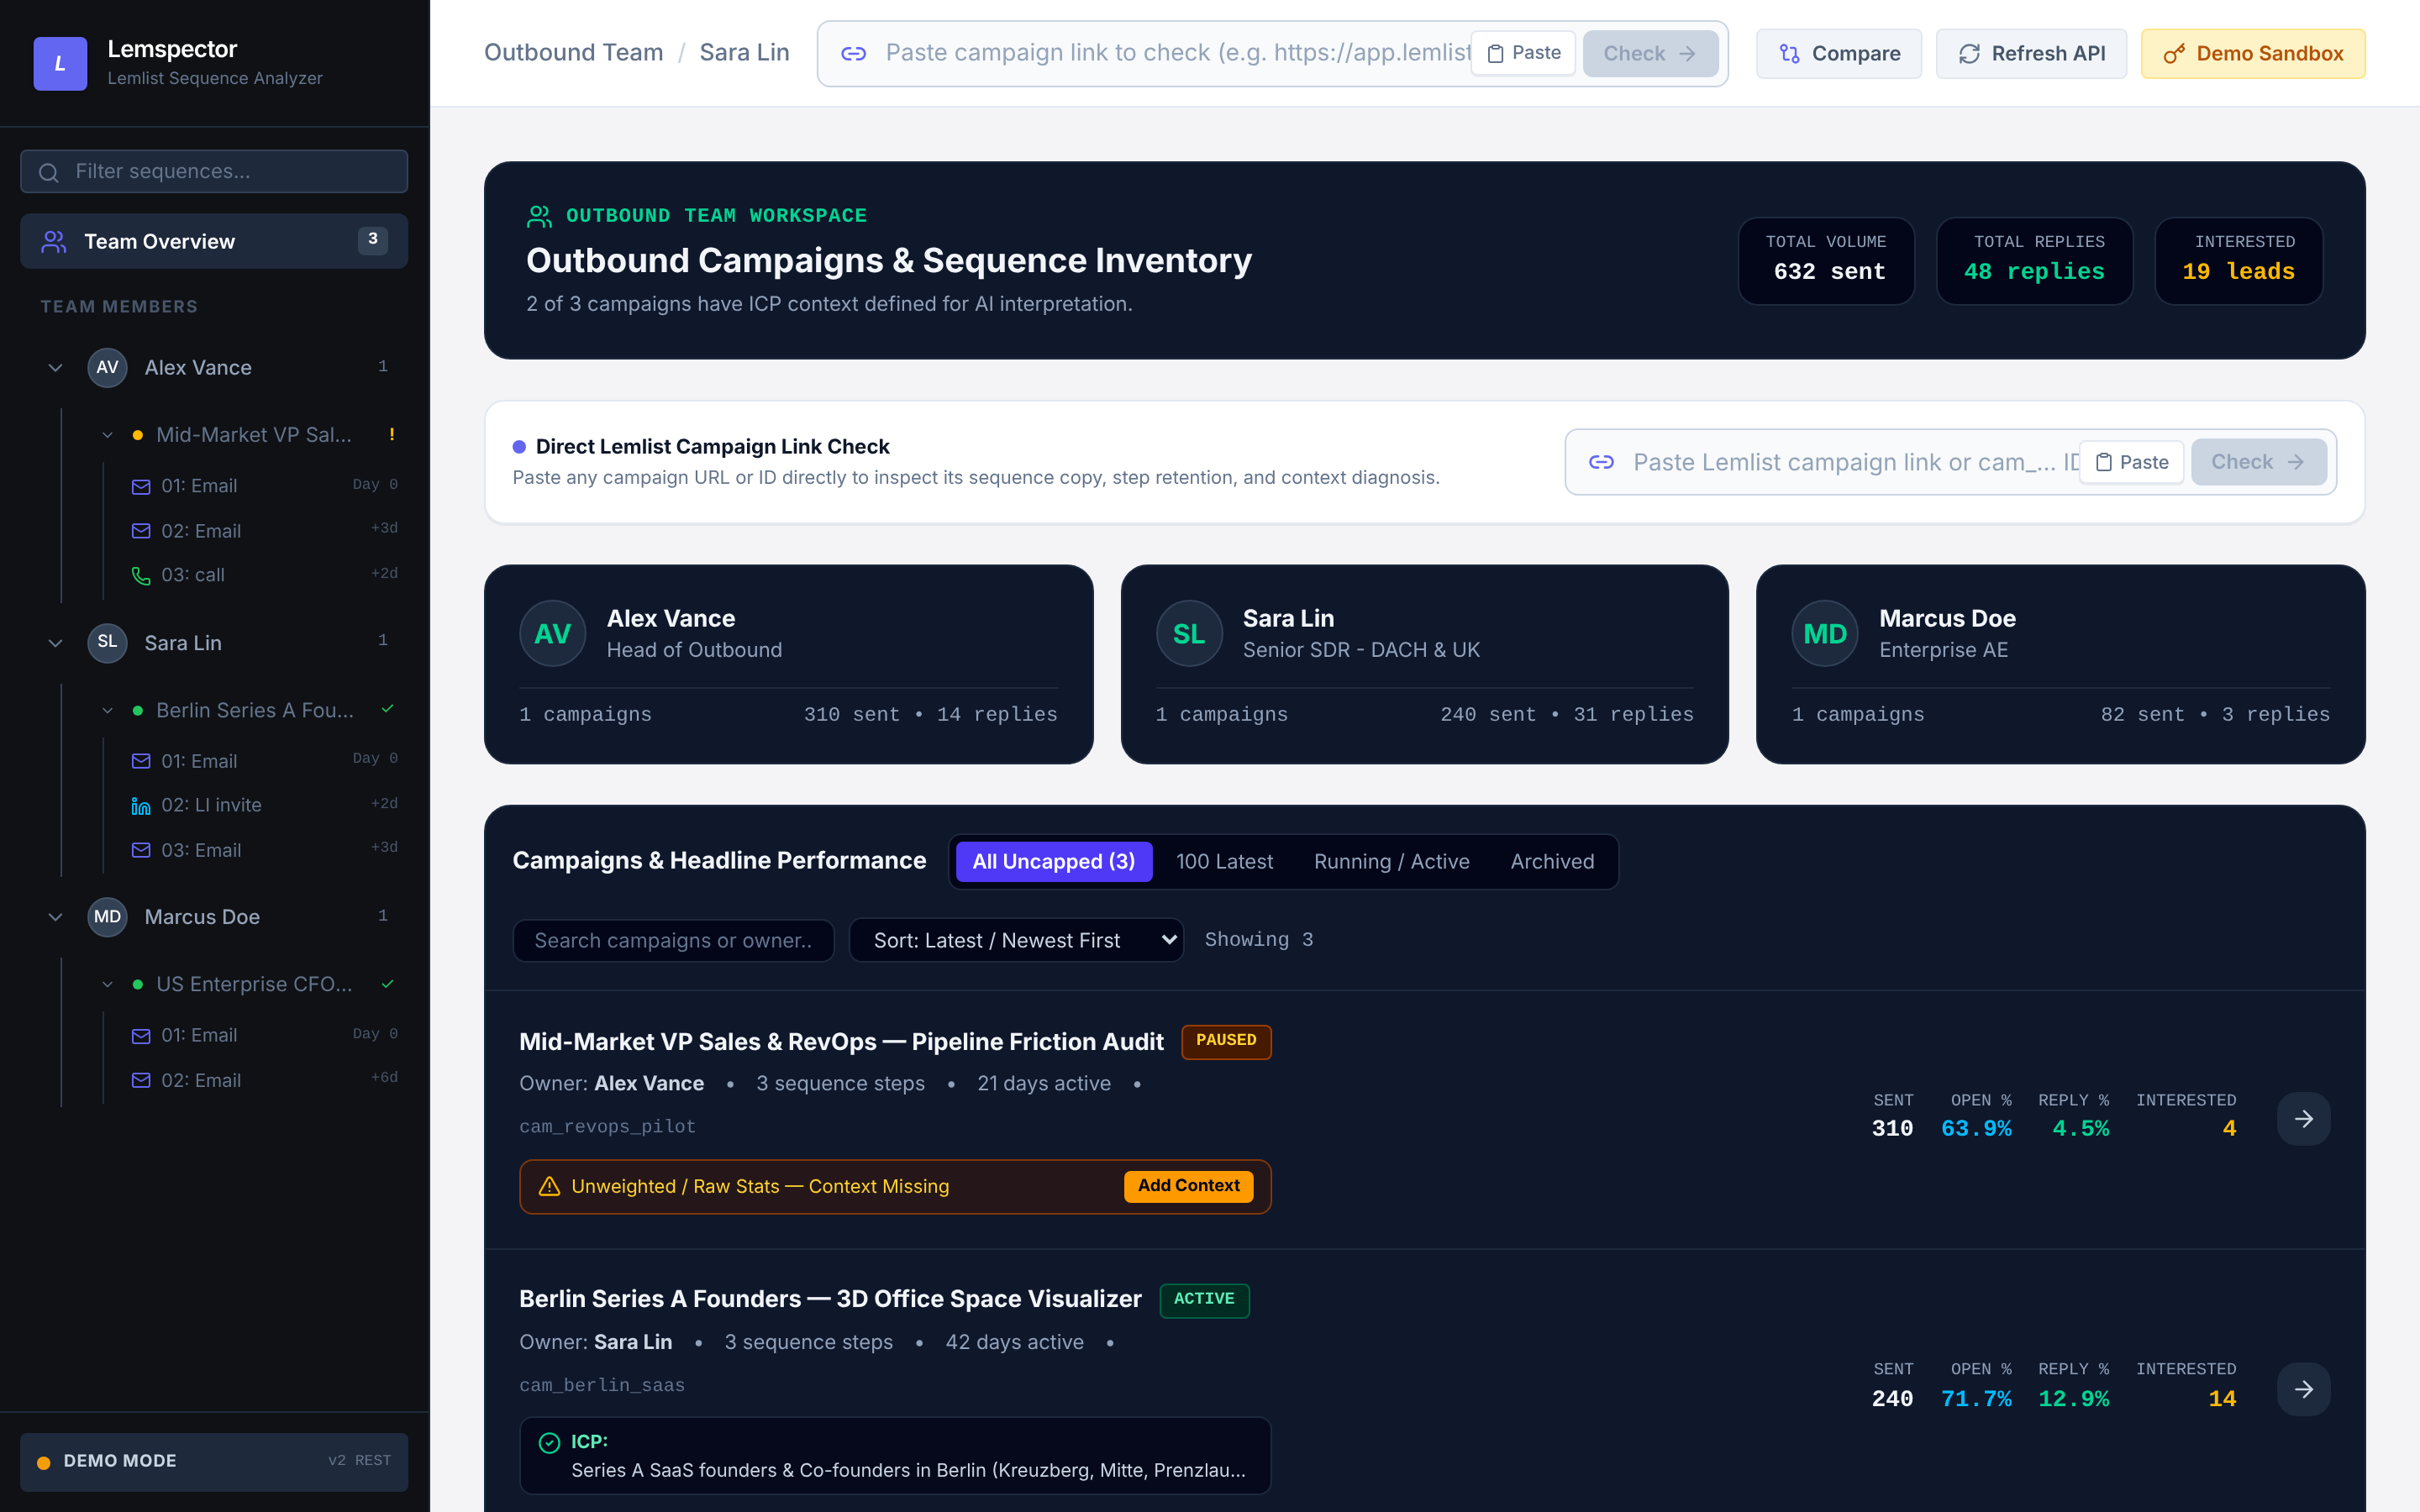 L
Lemspector
Lemlist Sequence Analyzer
Filter sequences...
Team Overview 3
TEAM MEMBERS
AV Alex Vance 1
Mid-Market VP Sal... !
01: Email Day 0
02: Email +3d
03: call +2d
SL Sara Lin 1
Berlin Series A Fou...
01: Email Day 0
02: LI invite +2d
03: Email +3d
MD Marcus Doe 1
US Enterprise CFO...
01: Email Day 0
02: Email +6d
DEMO MODE v2 REST
Outbound Team / Sara Lin
Paste campaign link to check (e.g. https://app.lemlist Paste Check
Compare
Refresh API
Demo Sandbox
OUTBOUND TEAM WORKSPACE
Outbound Campaigns & Sequence Inventory
2 of 3 campaigns have ICP context defined for AI interpretation.
TOTAL VOLUME
632 sent
TOTAL REPLIES
48 replies
INTERESTED
19 leads
Direct Lemlist Campaign Link Check
Paste any campaign URL or ID directly to inspect its sequence copy, step retention, and context diagnosis.
Paste Lemlist campaign link or cam_... ID Paste Check
AV
Alex Vance
Head of Outbound
1 campaigns 310 sent • 14 replies
SL
Sara Lin
Senior SDR - DACH & UK
1 campaigns 240 sent • 31 replies
MD
Marcus Doe
Enterprise AE
1 campaigns 82 sent • 3 replies
Campaigns & Headline Performance
All Uncapped (3) 100 Latest Running / Active Archived
Search campaigns or owner.. Sort: Latest / Newest First Showing 3
Mid-Market VP Sales & RevOps — Pipeline Friction Audit PAUSED
Owner: Alex Vance • 3 sequence steps • 21 days active •
cam_revops_pilot
Unweighted / Raw Stats — Context Missing Add Context
SENT OPEN % REPLY % INTERESTED
310 63.9% 4.5% 4
Berlin Series A Founders — 3D Office Space Visualizer ACTIVE
Owner: Sara Lin • 3 sequence steps • 42 days active •
cam_berlin_saas
ICP:
Series A SaaS founders & Co-founders in Berlin (Kreuzberg, Mitte, Prenzlau...
SENT OPEN % REPLY % INTERESTED
240 71.7% 12.9% 14